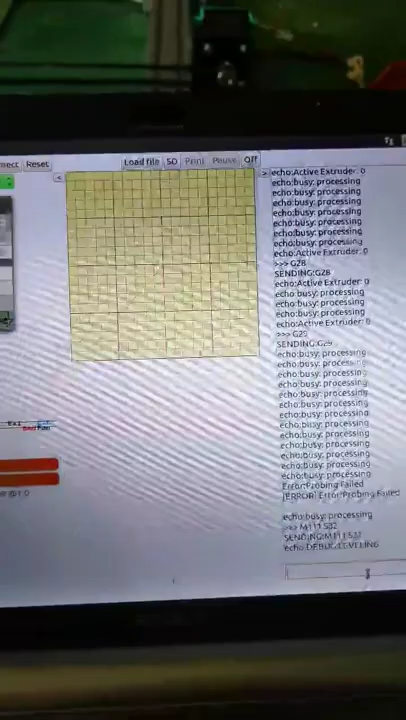 nect Reset
Load file SD Print Pause Off
<
>
echo:Active Extruder: 0
echo:busy: processing
echo:busy: processing
echo:busy: processing
echo:busy: processing
echo:busy: processing
echo:busy: processing
echo:busy: processing
echo:Active Extruder: 0
>>> G28
SENDING:G28
echo:Active Extruder: 0
echo:busy: processing
echo:busy: processing
echo:busy: processing
echo:Active Extruder: 0
>>> G29
SENDING:G29
echo:busy: processing
echo:busy: processing
echo:busy: processing
echo:busy: processing
echo:busy: processing
echo:busy: processing
echo:busy: processing
echo:busy: processing
echo:busy: processing
echo:busy: processing
echo:busy: processing
echo:busy: processing
echo:busy: processing
Error:Probing Failed
[ERROR] Error:Probing Failed
echo:busy: processing
>>> M111 S32
SENDING:M111 S32
echo:DEBUG:LEVELING